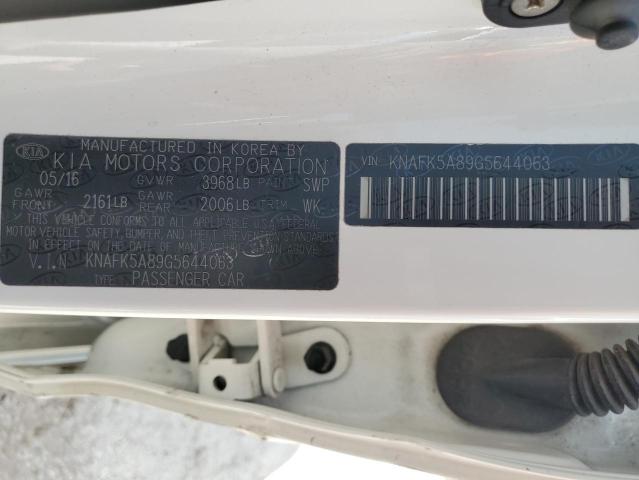 KIA
MANUFACTURED IN KOREA BY
KIA MOTORS CORPORATION
05/16 GVWR 3968LB PAINT SWP
GAWR FRONT 2161LB GAWR REAR 2006LB TRIM WK
THIS VEHICLE CONFORMS TO ALL APPLICABLE FEDERAL
MOTOR VEHICLE SAFETY, BUMPER, AND THEFT PREVENTION STANDARDS
IN EFFECT ON THE DATE OF MANUFACTURE SHOWN ABOVE.
V.I.N KNAFK5A89G5644063
TYPE PASSENGER CAR
VIN KNAFK5A89G5644063